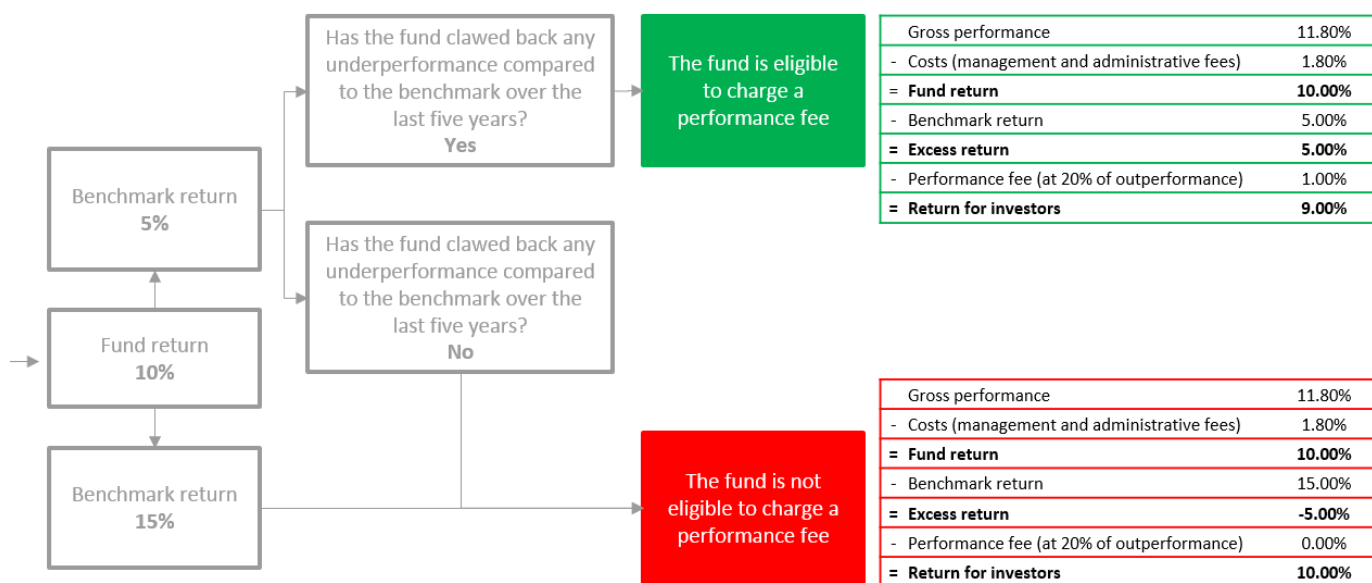 Has the fund clawed back any
underperformance compared
to the benchmark over the
last five years?
Yes
The fund is eligible
to charge a
performance fee
Gross performance 11.80%
- Costs (management and administrative fees) 1.80%
= Fund return 10.00%
- Benchmark return 5.00%
= Excess return 5.00%
- Performance fee (at 20% of outperformance) 1.00%
= Return for investors 9.00%
Benchmark return
5%
Has the fund clawed back any
underperformance compared
to the benchmark over the
last five years?
No
Fund return
10%
Benchmark return
15%
The fund is not
eligible to charge a
performance fee
Gross performance 11.80%
- Costs (management and administrative fees) 1.80%
= Fund return 10.00%
- Benchmark return 15.00%
= Excess return -5.00%
- Performance fee (at 20% of outperformance) 0.00%
= Return for investors 10.00%